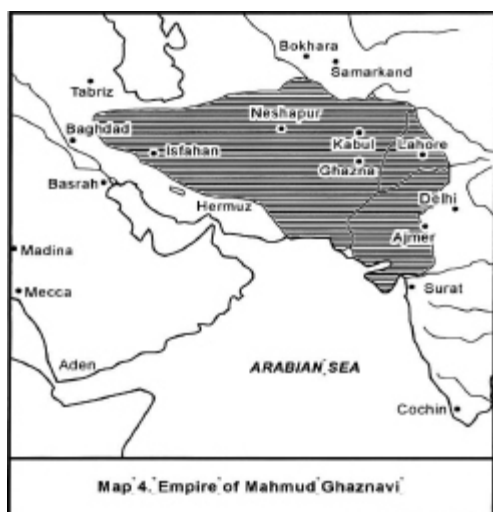 Bokhara
Samarkand
Tabriz
Neshapur
Baghdad
Kabul
Lahore
Isfahan
Ghazna
Basrah
Delhi
Hermuz
Ajmer
Madina
Mecca
Surat
Aden
ARABIAN SEA
Cochin
Map 4. Empire of Mahmud Ghaznavi